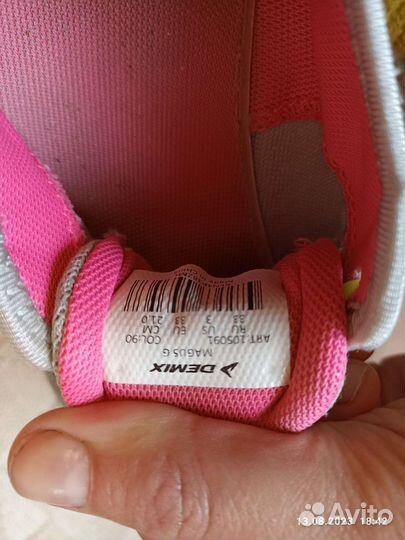 DEMIX
MAGUS G
ART:105091 COL:90
RU US EU CM
33 3 33 21.0
Avito
13.08.2023 18:42